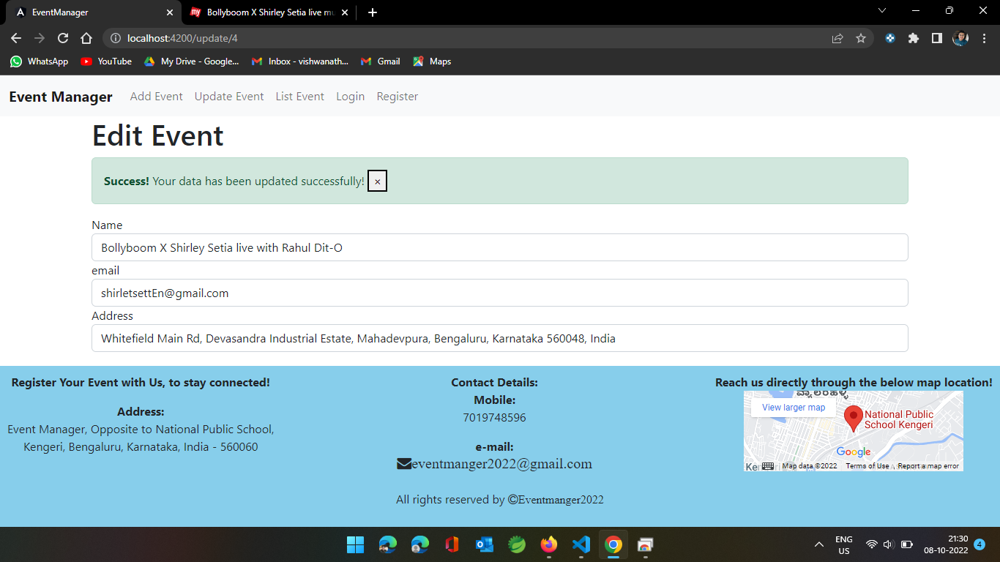 EventManager
Bollyboom X Shirley Setia live mu
localhost:4200/update/4
WhatsApp YouTube My Drive - Google... Inbox - vishwanath... Gmail Maps
Event Manager Add Event Update Event List Event Login Register
Edit Event
Success! Your data has been updated successfully! ×
Name
Bollyboom X Shirley Setia live with Rahul Dit-O
email
shirletsettEn@gmail.com
Address
Whitefield Main Rd, Devasandra Industrial Estate, Mahadevpura, Bengaluru, Karnataka 560048, India
Register Your Event with Us, to stay connected!
Address:
Event Manager, Opposite to National Public School,
Kengeri, Bengaluru, Karnataka, India - 560060
Contact Details:
Mobile:
7019748596
e-mail:
eventmanger2022@gmail.com
All rights reserved by ©Eventmanger2022
Reach us directly through the below map location!
View larger map
National Public
School Kengeri
Google
Map data ©2022 Terms of Use Report a map error
ENG
US
21:30
08-10-2022
4